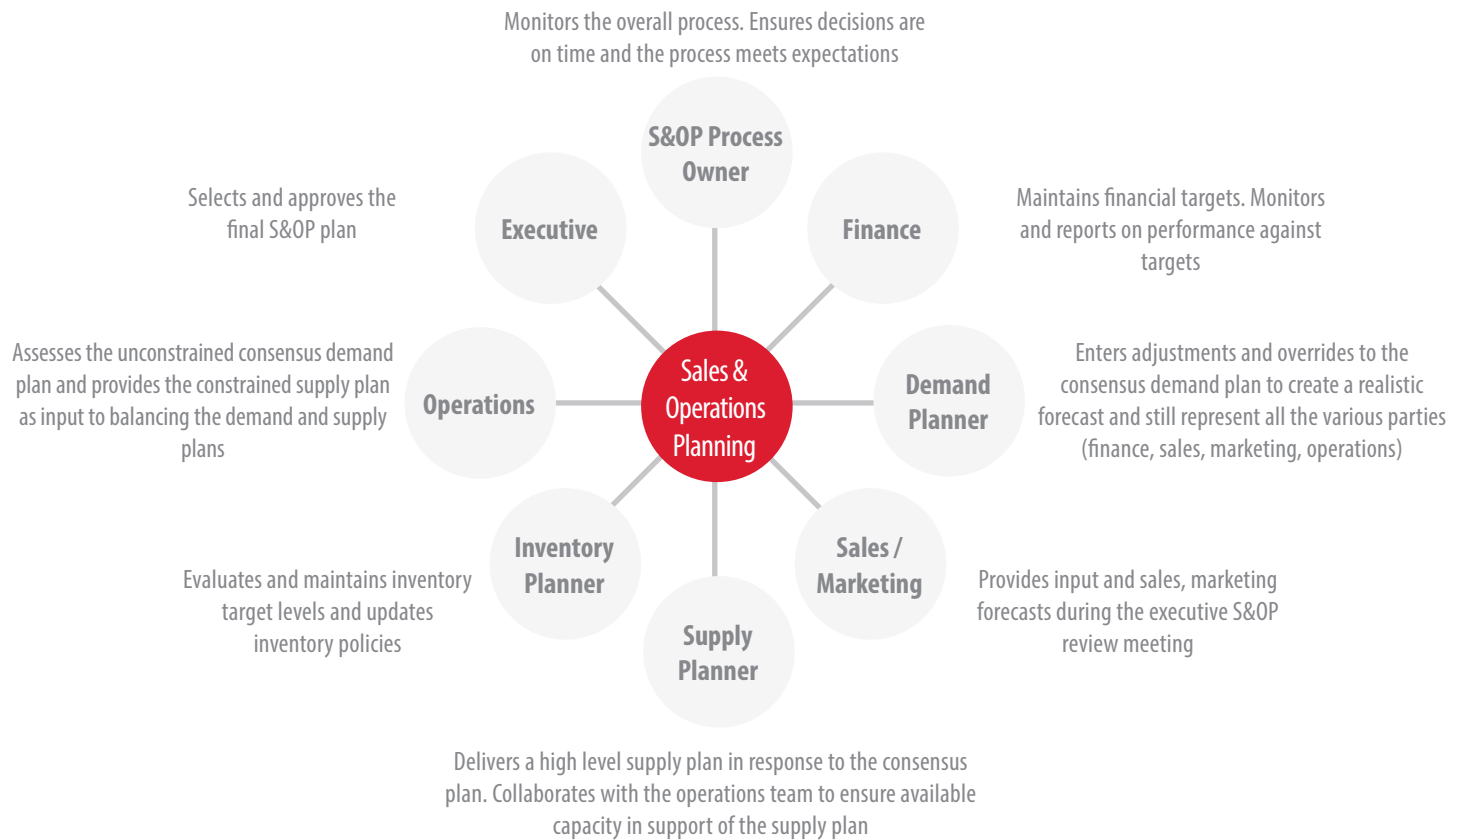 Monitors the overall process. Ensures decisions are
on time and the process meets expectations
S&OP Process
Owner
Executive
Selects and approves the
final S&OP plan
Finance
Maintains financial targets. Monitors
and reports on performance against
targets
Operations
Assesses the unconstrained consensus demand
plan and provides the constrained supply plan
as input to balancing the demand and supply
plans
Sales &
Operations
Planning
Demand
Planner
Enters adjustments and overrides to the
consensus demand plan to create a realistic
forecast and still represent all the various parties
(finance, sales, marketing, operations)
Inventory
Planner
Evaluates and maintains inventory
target levels and updates
inventory policies
Sales /
Marketing
Provides input and sales, marketing
forecasts during the executive S&OP
review meeting
Supply
Planner
Delivers a high level supply plan in response to the consensus
plan. Collaborates with the operations team to ensure available
capacity in support of the supply plan